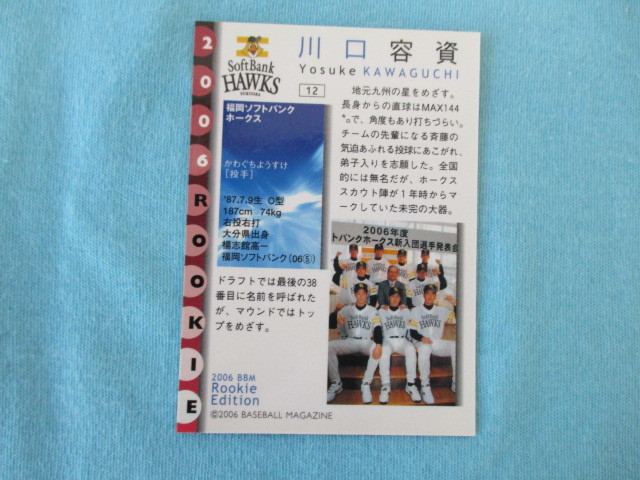 2006 ROOKIE
SoftBank
HAWKS
FUKUOKA
川口容資
Yosuke KAWAGUCHI
12
福岡ソフトバンク
ホークス
かわぐちようすけ
[投手]
'87.7.9生 O型
187cm 74kg
右投右打
大分県出身
楊志館高一
福岡ソフトバンク(06⑤)
地元九州の星をめざす。
長身からの直球はMAX144
㌔で、角度もあり打ちづらい。
チームの先輩になる斉藤の
気迫あふれる投球にあこがれ、
弟子入りを志願した。全国
的には無名だが、ホークス
スカウト陣が1年時からマ
ークしていた未完の大器。
2006年度
トバンクホークス新入団選手発表会
ドラフトでは最後の38
番目に名前を呼ばれた
が、マウンドではトッ
プをめざす。
2006 BBM
Rookie
Edition
©2006 BASEBALL MAGAZINE